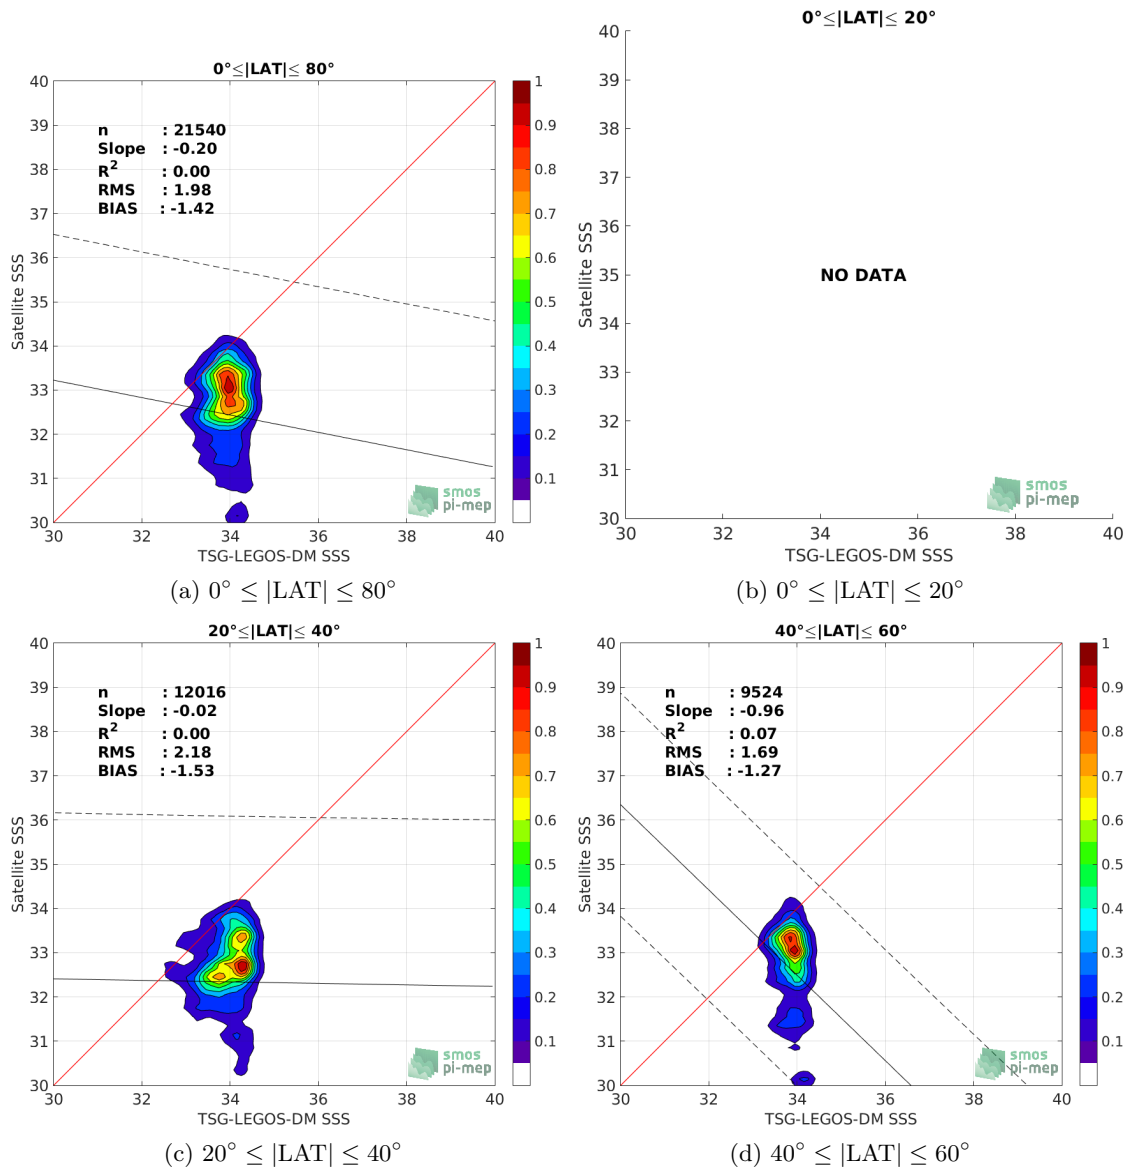 0°≤|LAT|≤ 80°
n : 21540
Slope : -0.20
R² : 0.00
RMS : 1.98
BIAS : -1.42
40
39
38
37
36
35
34
33
32
31
30
30 32 34 36 38 40
Satellite SSS
TSG-LEGOS-DM SSS
1
0.9
0.8
0.7
0.6
0.5
0.4
0.3
0.2
0.1
smos
pi-mep
(a) 0° ≤ |LAT| ≤ 80°
0°≤|LAT|≤ 20°
40
39
38
37
36
35
34
33
32
31
30
30 32 34 36 38 40
Satellite SSS
NO DATA
TSG-LEGOS-DM SSS
smos
pi-mep
(b) 0° ≤ |LAT| ≤ 20°
20°≤|LAT|≤ 40°
n : 12016
Slope : -0.02
R² : 0.00
RMS : 2.18
BIAS : -1.53
40
39
38
37
36
35
34
33
32
31
30
30 32 34 36 38 40
Satellite SSS
TSG-LEGOS-DM SSS
1
0.9
0.8
0.7
0.6
0.5
0.4
0.3
0.2
0.1
smos
pi-mep
(c) 20° ≤ |LAT| ≤ 40°
40°≤|LAT|≤ 60°
n : 9524
Slope : -0.96
R² : 0.07
RMS : 1.69
BIAS : -1.27
40
39
38
37
36
35
34
33
32
31
30
30 32 34 36 38 40
Satellite SSS
TSG-LEGOS-DM SSS
1
0.9
0.8
0.7
0.6
0.5
0.4
0.3
0.2
0.1
smos
pi-mep
(d) 40° ≤ |LAT| ≤ 60°